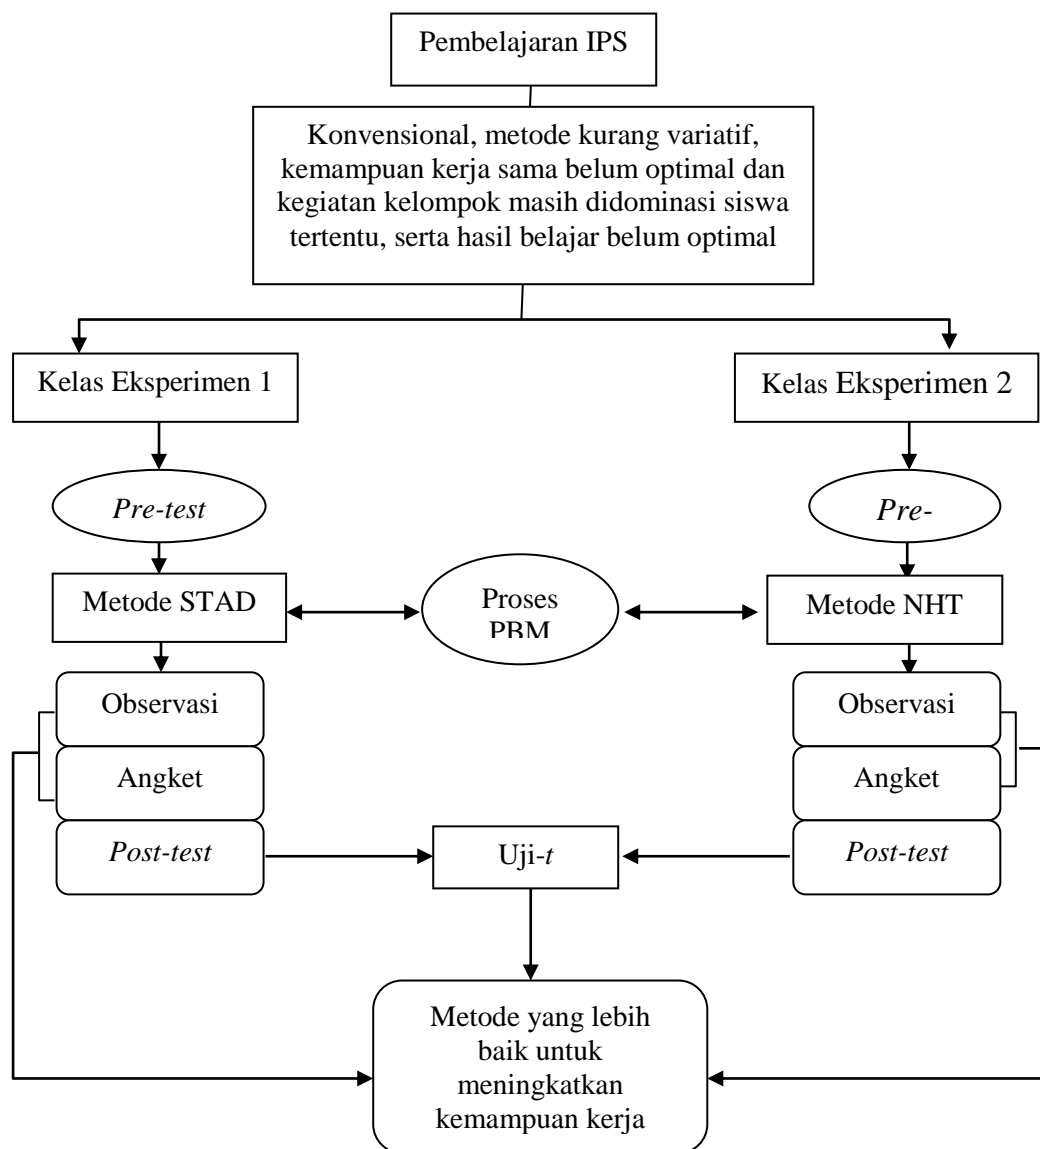 Pembelajaran IPS
Konvensional, metode kurang variatif,
kemampuan kerja sama belum optimal dan
kegiatan kelompok masih didominasi siswa
tertentu, serta hasil belajar belum optimal
Kelas Eksperimen 1
Kelas Eksperimen 2
Pre-test
Pre-
Metode STAD
Proses
PBM
Metode NHT
Observasi
Observasi
Angket
Angket
Post-test
Uji-t
Post-test
Metode yang lebih
baik untuk
meningkatkan
kemampuan kerja